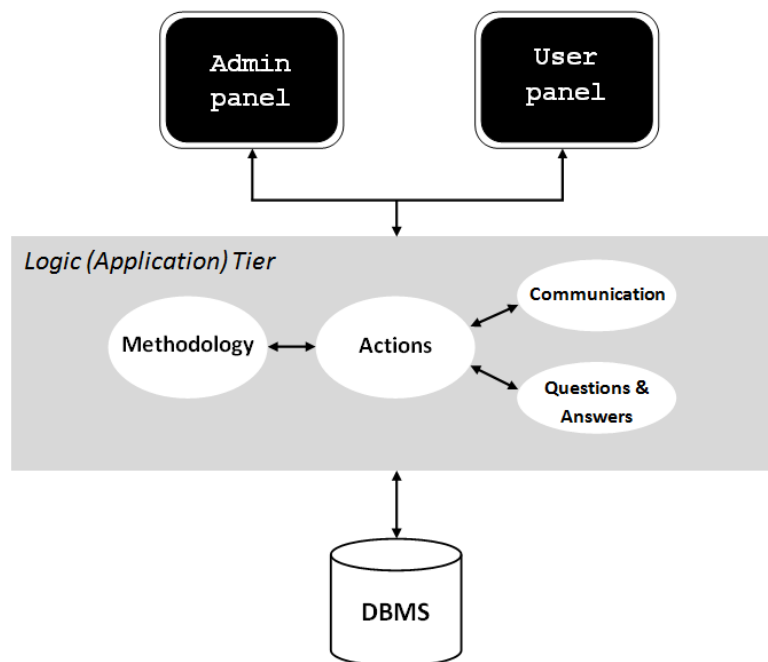 Admin
panel
User
panel
Logic (Application) Tier
Communication
Methodology
Actions
Questions &
Answers
DBMS